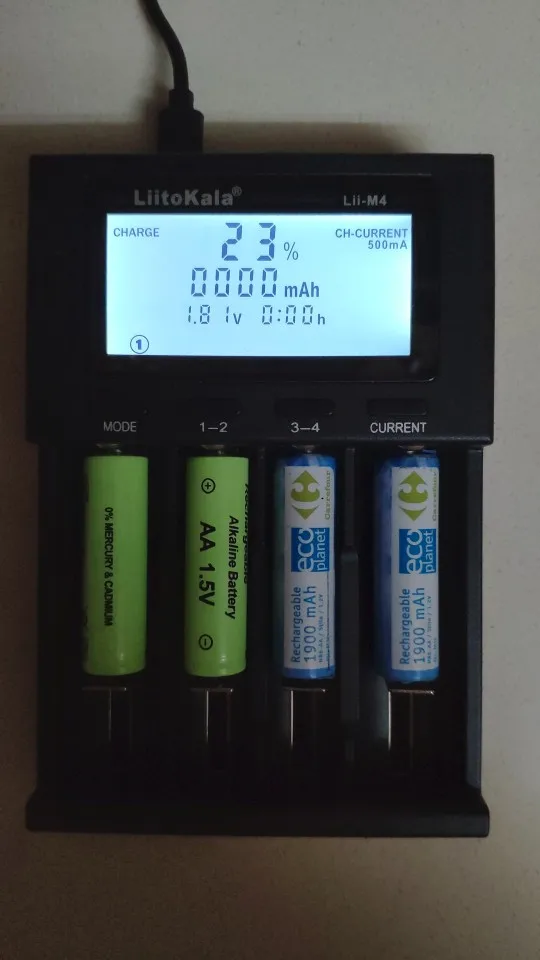 LiitoKala®
Lii-M4
CHARGE
23%
CH-CURRENT
500mA
0000mAh
1.81v 0:00h
①
MODE
1—2
3—4
CURRENT
0% MERCURY & CADMIUM
Rechargeable
Alkaline Battery
AA 1.5V
Carrefour
eco
planet
Rechargeable
1900 mAh
Carrefour
eco
planet
Rechargeable
1900 mAh